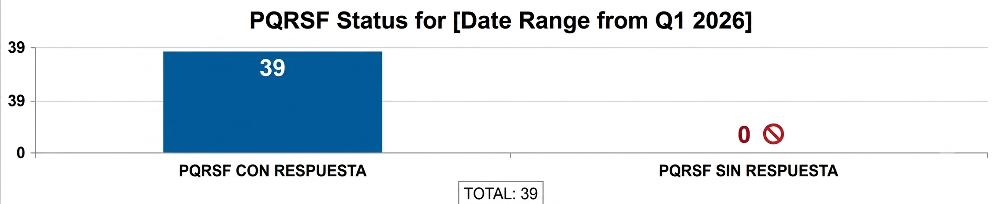 PQRSF Status for [Date Range from Q1 2026]
39
39
39
0
0
PQRSF CON RESPUESTA
PQRSF SIN RESPUESTA
TOTAL: 39